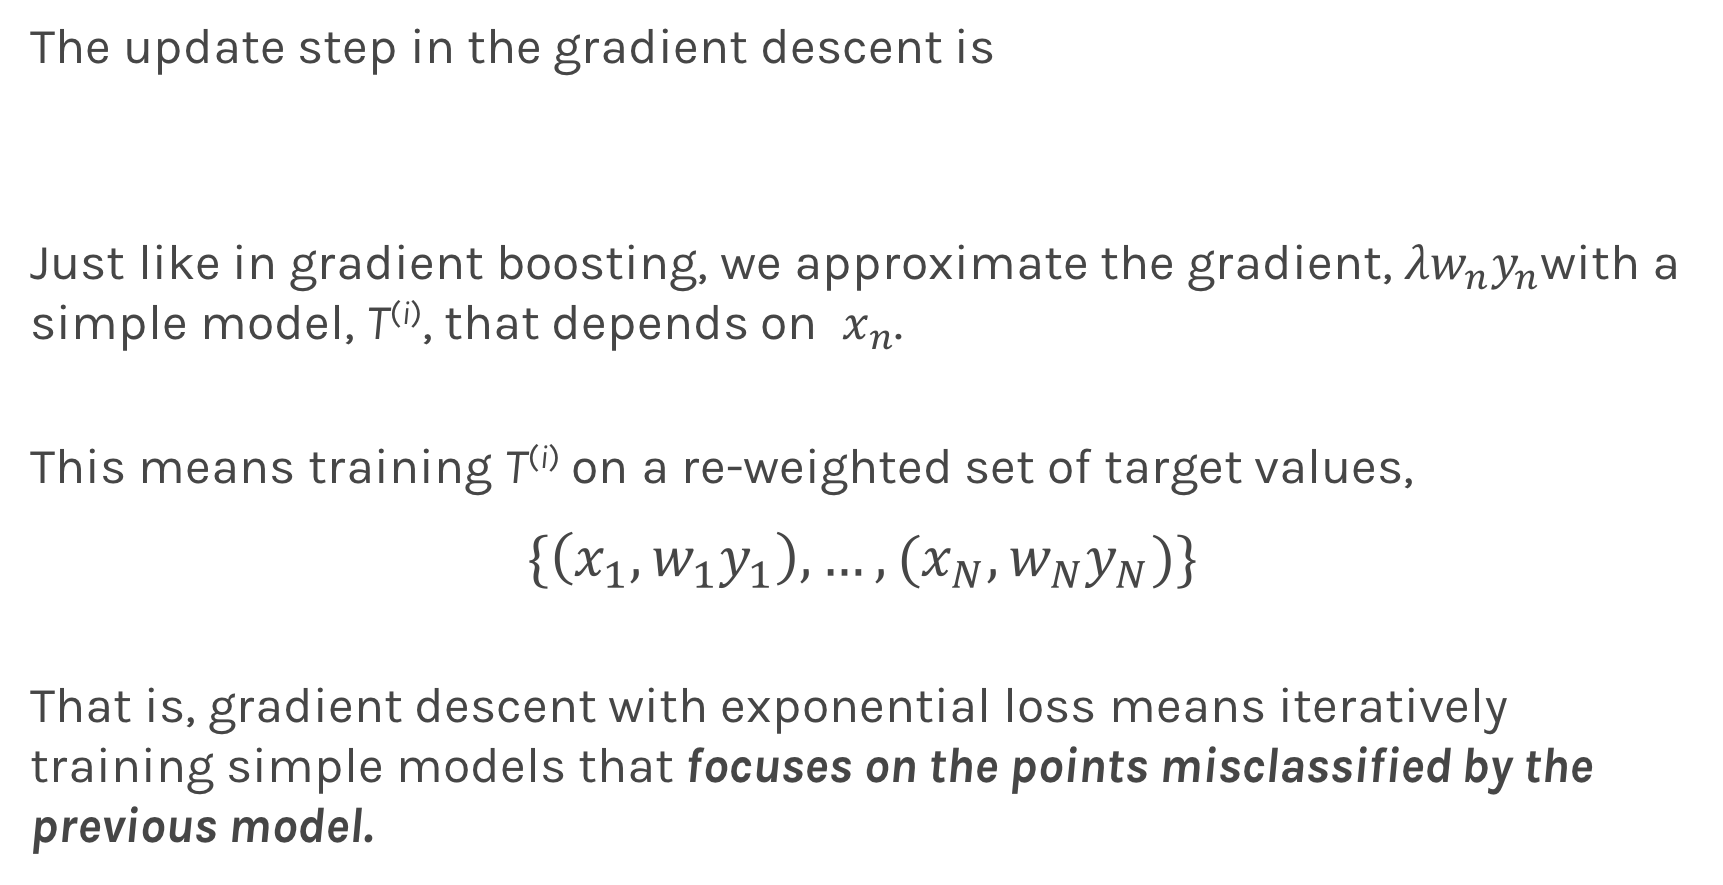 The update step in the gradient descent is
Just like in gradient boosting, we approximate the gradient, λwₙyₙwith a
simple model, T⁽ⁱ⁾, that depends on xₙ.
This means training T⁽ⁱ⁾ on a re-weighted set of target values,
{(x₁, w₁y₁), … , (x_N, w_N y_N)}
That is, gradient descent with exponential loss means iteratively
training simple models that focuses on the points misclassified by the
previous model.